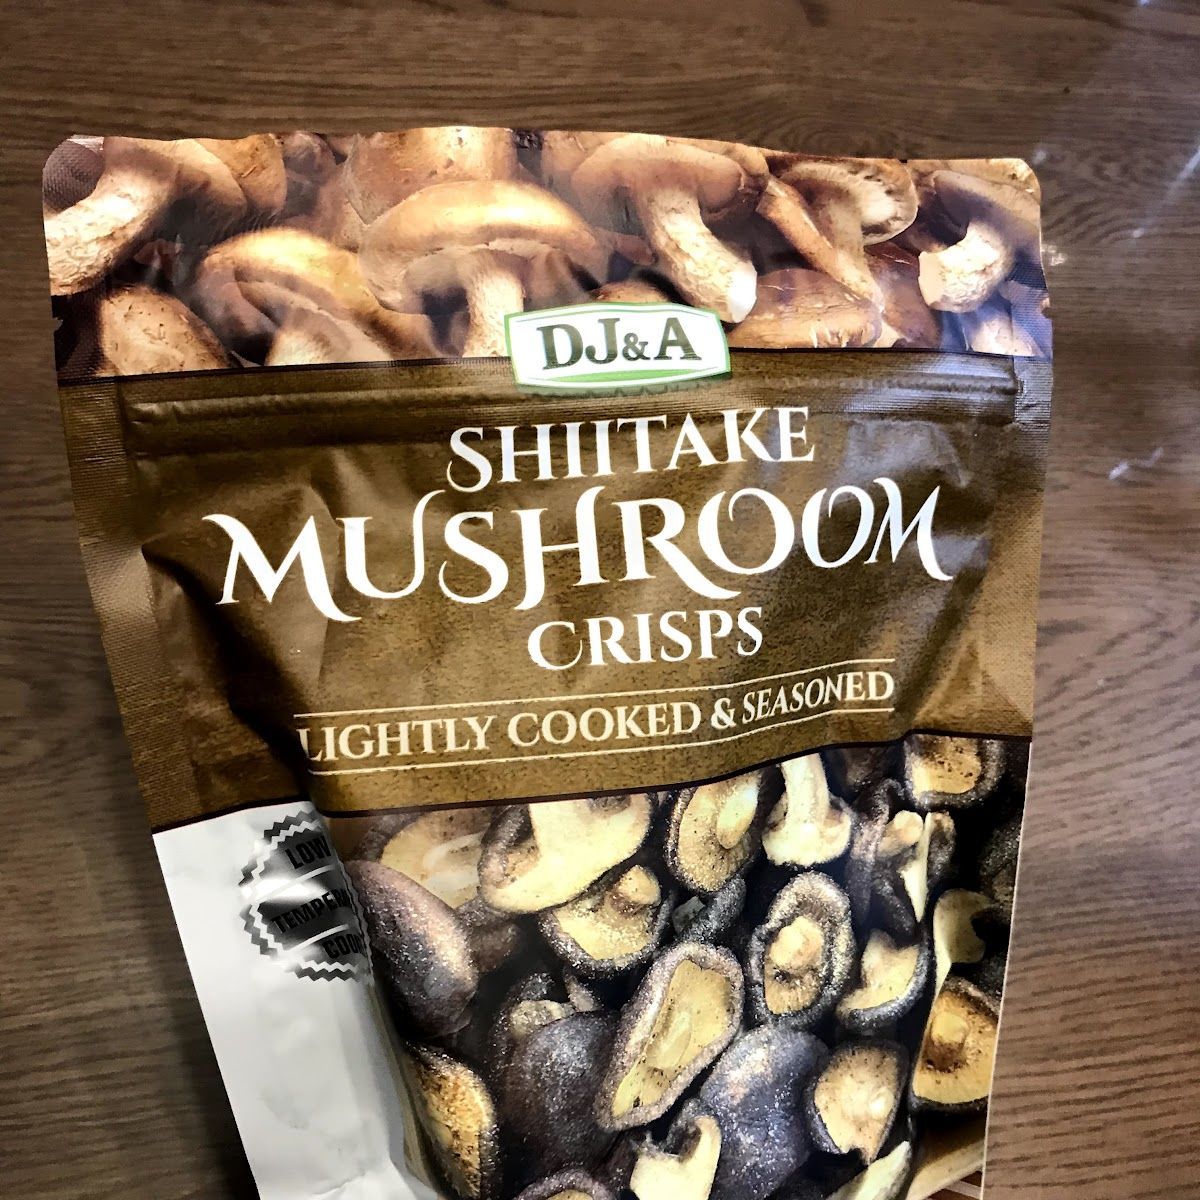 DJ&A
SHIITAKE
MUSHROOM
CRISPS
LIGHTLY COOKED & SEASONED
LOW